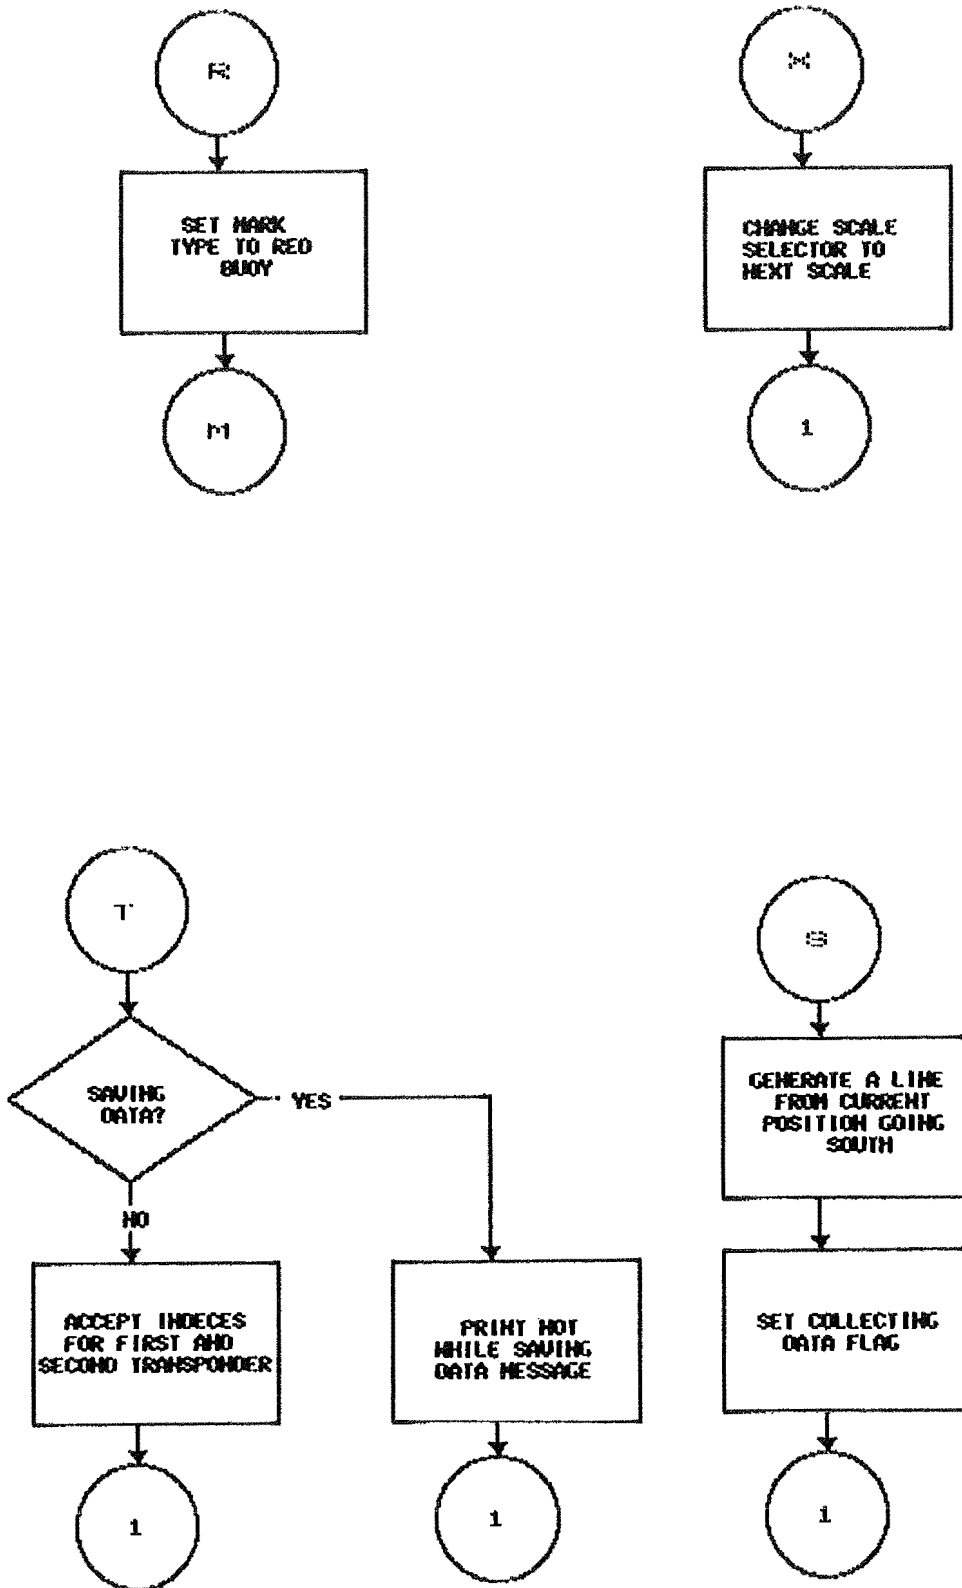 R
SET MARK
TYPE TO RED
BUOY
M
X
CHANGE SCALE
SELECTOR TO
NEXT SCALE
1
T
SAVING
DATA?
YES
NO
ACCEPT INDECES
FOR FIRST AND
SECOND TRANSPONDER
1
PRINT NOT
WHILE SAVING
DATA MESSAGE
1
S
GENERATE A LINE
FROM CURRENT
POSITION GOING
SOUTH
SET COLLECTING
DATA FLAG
1